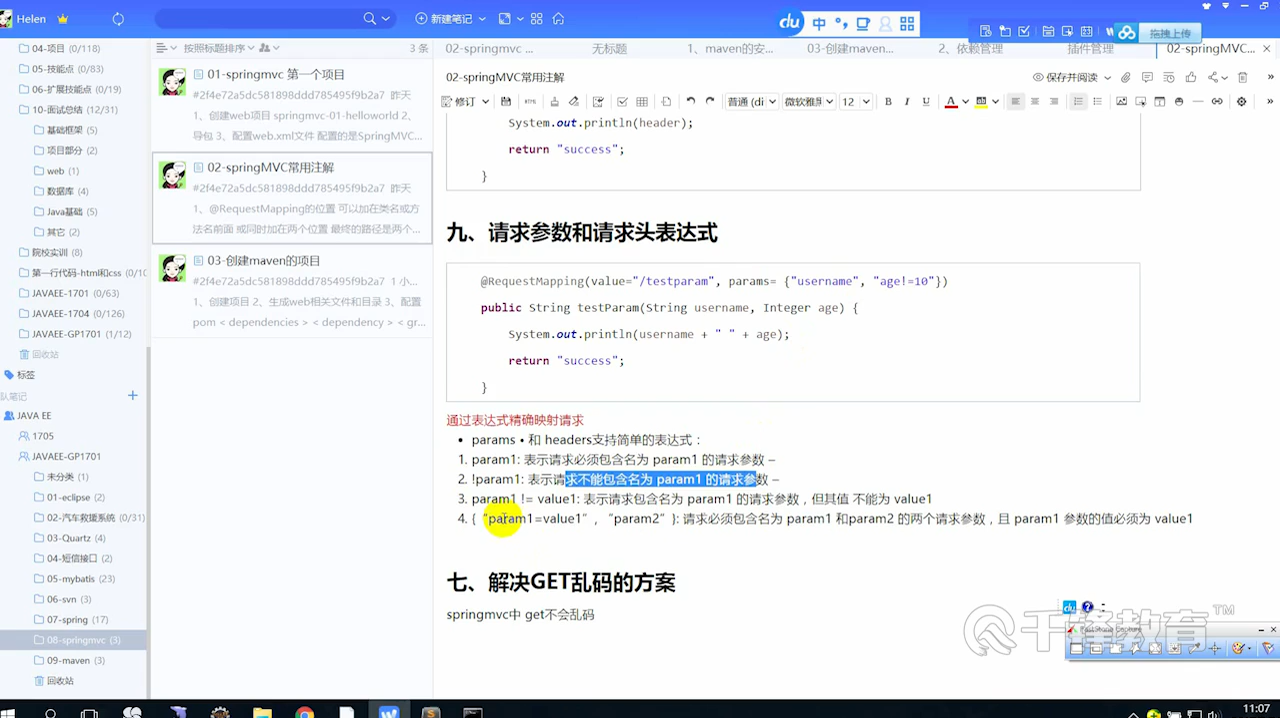 Helen
新建笔记
du 中
拖拽上传
04-项目 (0/118)
05-技能点 (0/83)
06-扩展技能点 (0/19)
10-面试总结 (12/31)
基础框架 (5)
项目部分 (2)
web (1)
数据库 (4)
Java基础 (5)
其它 (2)
院校实训 (8)
第一行代码-html和css (0/10
JAVAEE-1701 (0/63)
JAVAEE-1704 (0/126)
JAVAEE-GP1701 (1/12)
回收站
标签
队笔记
JAVA EE
1705
JAVAEE-GP1701
未分类 (1)
01-eclipse (2)
02-汽车救援系统 (0/31)
03-Quartz (4)
04-短信接口 (2)
05-mybatis (23)
06-svn (3)
07-spring (17)
08-springmvc (3)
09-maven (3)
回收站
按照标题排序
3 条
01-springmvc 第一个项目
#2f4e72a5dc581898ddd785495f9b2a7 昨天
1、创建web项目 springmvc-01-helloworld 2、
导包 3、配置web.xml文件 配置的是SpringMVC...
02-springMVC常用注解
#2f4e72a5dc581898ddd785495f9b2a7 昨天
1、@RequestMapping的位置 可以加在类名或方
法名前面 或同时加在两个位置 最终的路径是两个...
03-创建maven的项目
#2f4e72a5dc581898ddd785495f9b2a7 1 小...
1、创建项目 2、生成web相关文件和目录 3、配置
pom < dependencies > < dependency > < gr...
02-springmvc ...
无标题
1、maven的安...
03-创建maven...
2、依赖管理
插件管理
02-springMVC...
02-springMVC常用注解
保存并阅读
修订
普通 (di
微软雅黑
12
B I U A
System.out.println(header);
return "success";
}
九、请求参数和请求头表达式
@RequestMapping(value="/testparam", params= {"username", "age!=10"})
public String testParam(String username, Integer age) {
System.out.println(username + " " + age);
return "success";
}
通过表达式精确映射请求
• params • 和 headers支持简单的表达式：
1. param1: 表示请求必须包含名为 param1 的请求参数 –
2. !param1: 表示请求不能包含名为 param1 的请求参数 –
3. param1 != value1: 表示请求包含名为 param1 的请求参数，但其值 不能为 value1
4. { “param1=value1”, “param2” }: 请求必须包含名为 param1 和param2 的两个请求参数，且 param1 参数的值必须为 value1
七、解决GET乱码的方案
springmvc中 get不会乱码
千锋教育 TM
FastStone Capture
11:07